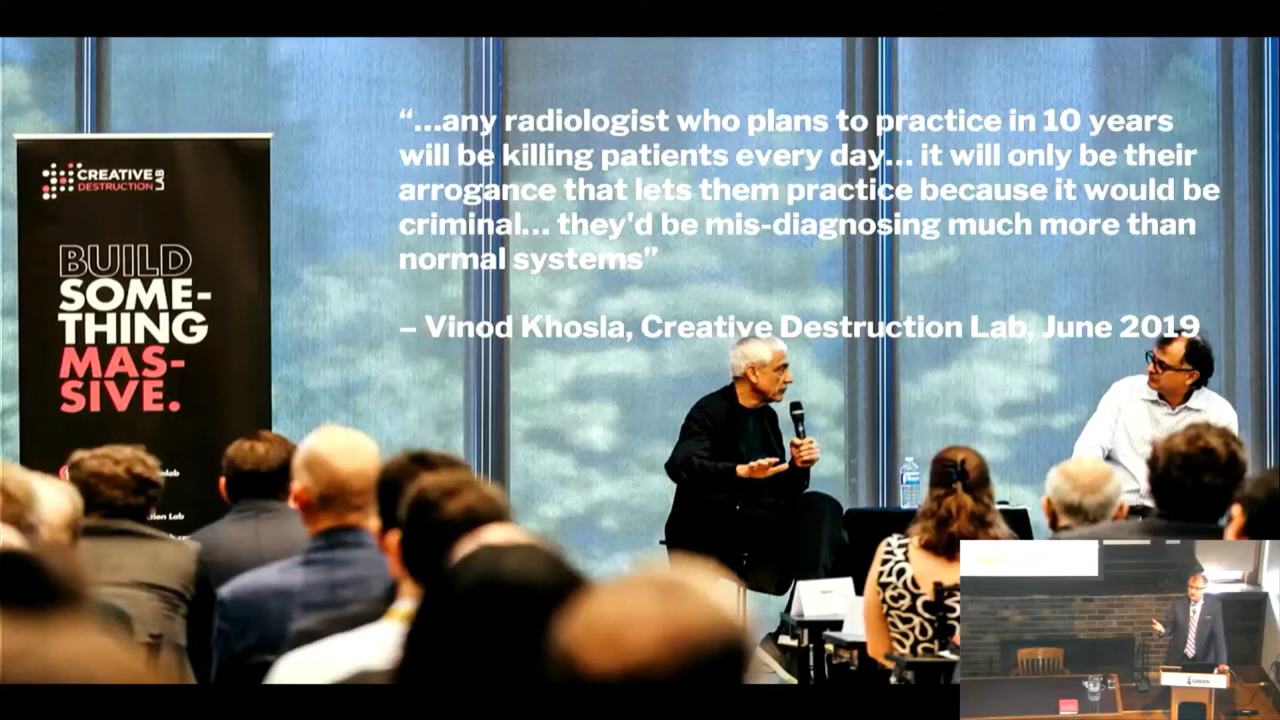 “...any radiologist who plans to practice in 10 years
will be killing patients every day... it will only be their
arrogance that lets them practice because it would be
criminal... they'd be mis-diagnosing much more than
normal systems”
– Vinod Khosla, Creative Destruction Lab, June 2019
CREATIVE
DESTRUCTION
LAB
BUILD
SOME-
THING
MAS-
SIVE.
Lab
GREEN